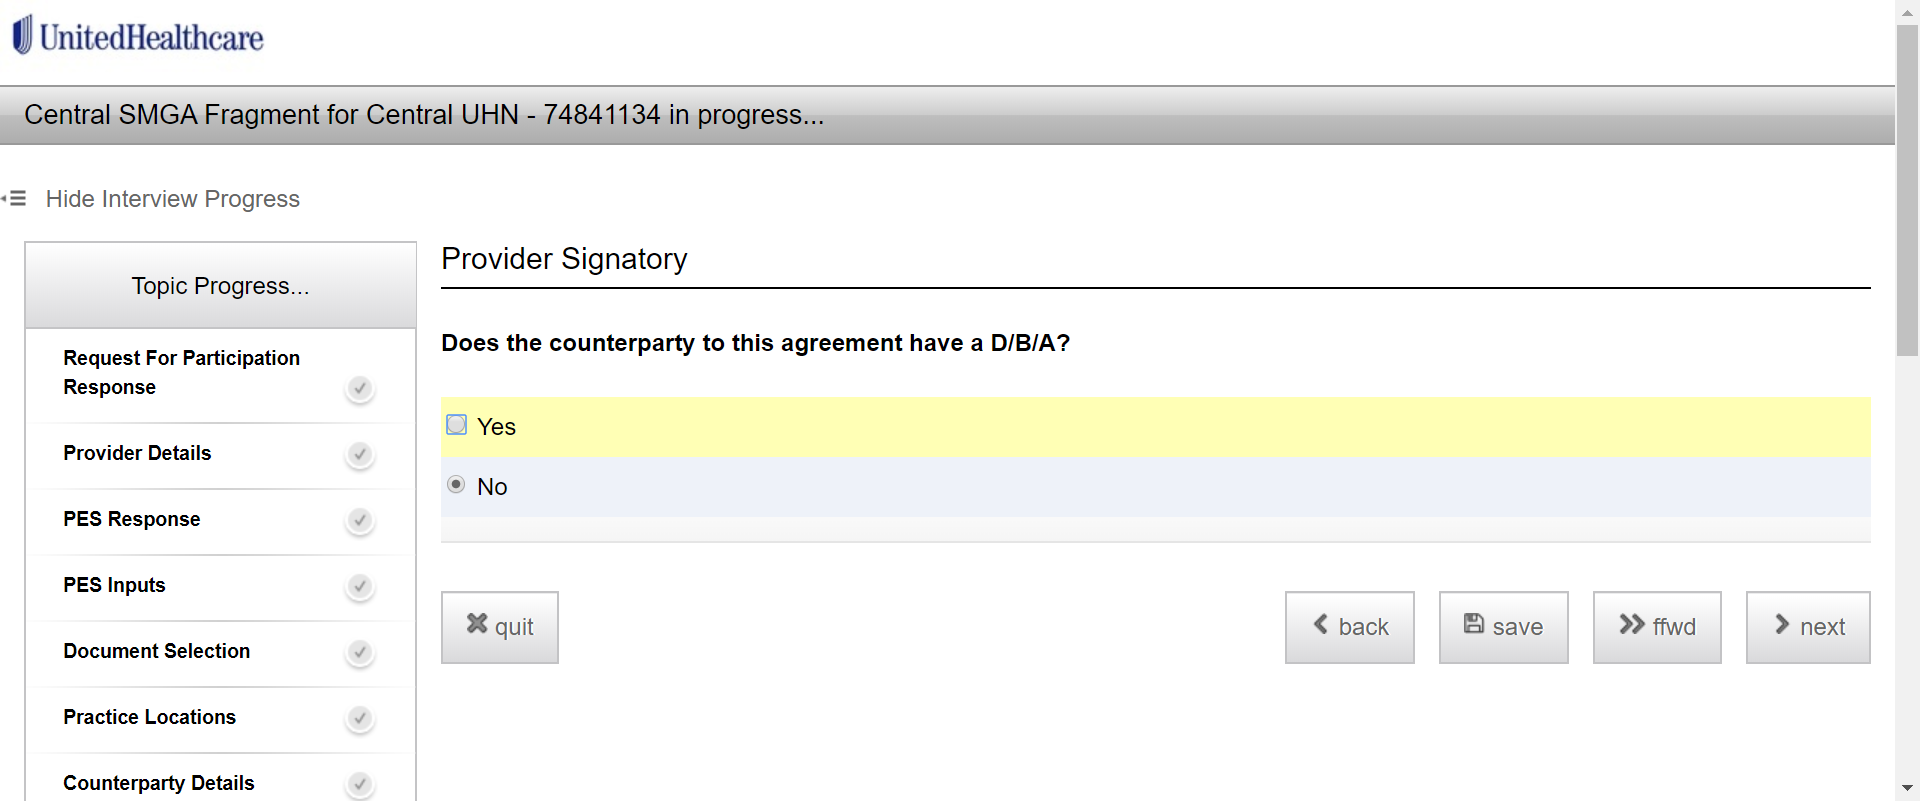 UnitedHealthcare
Central SMGA Fragment for Central UHN - 74841134 in progress...
Hide Interview Progress
Topic Progress...
Request For Participation
Response
Provider Details
PES Response
PES Inputs
Document Selection
Practice Locations
Counterparty Details
Provider Signatory
Does the counterparty to this agreement have a D/B/A?
Yes
No
quit
back
save
ffwd
next